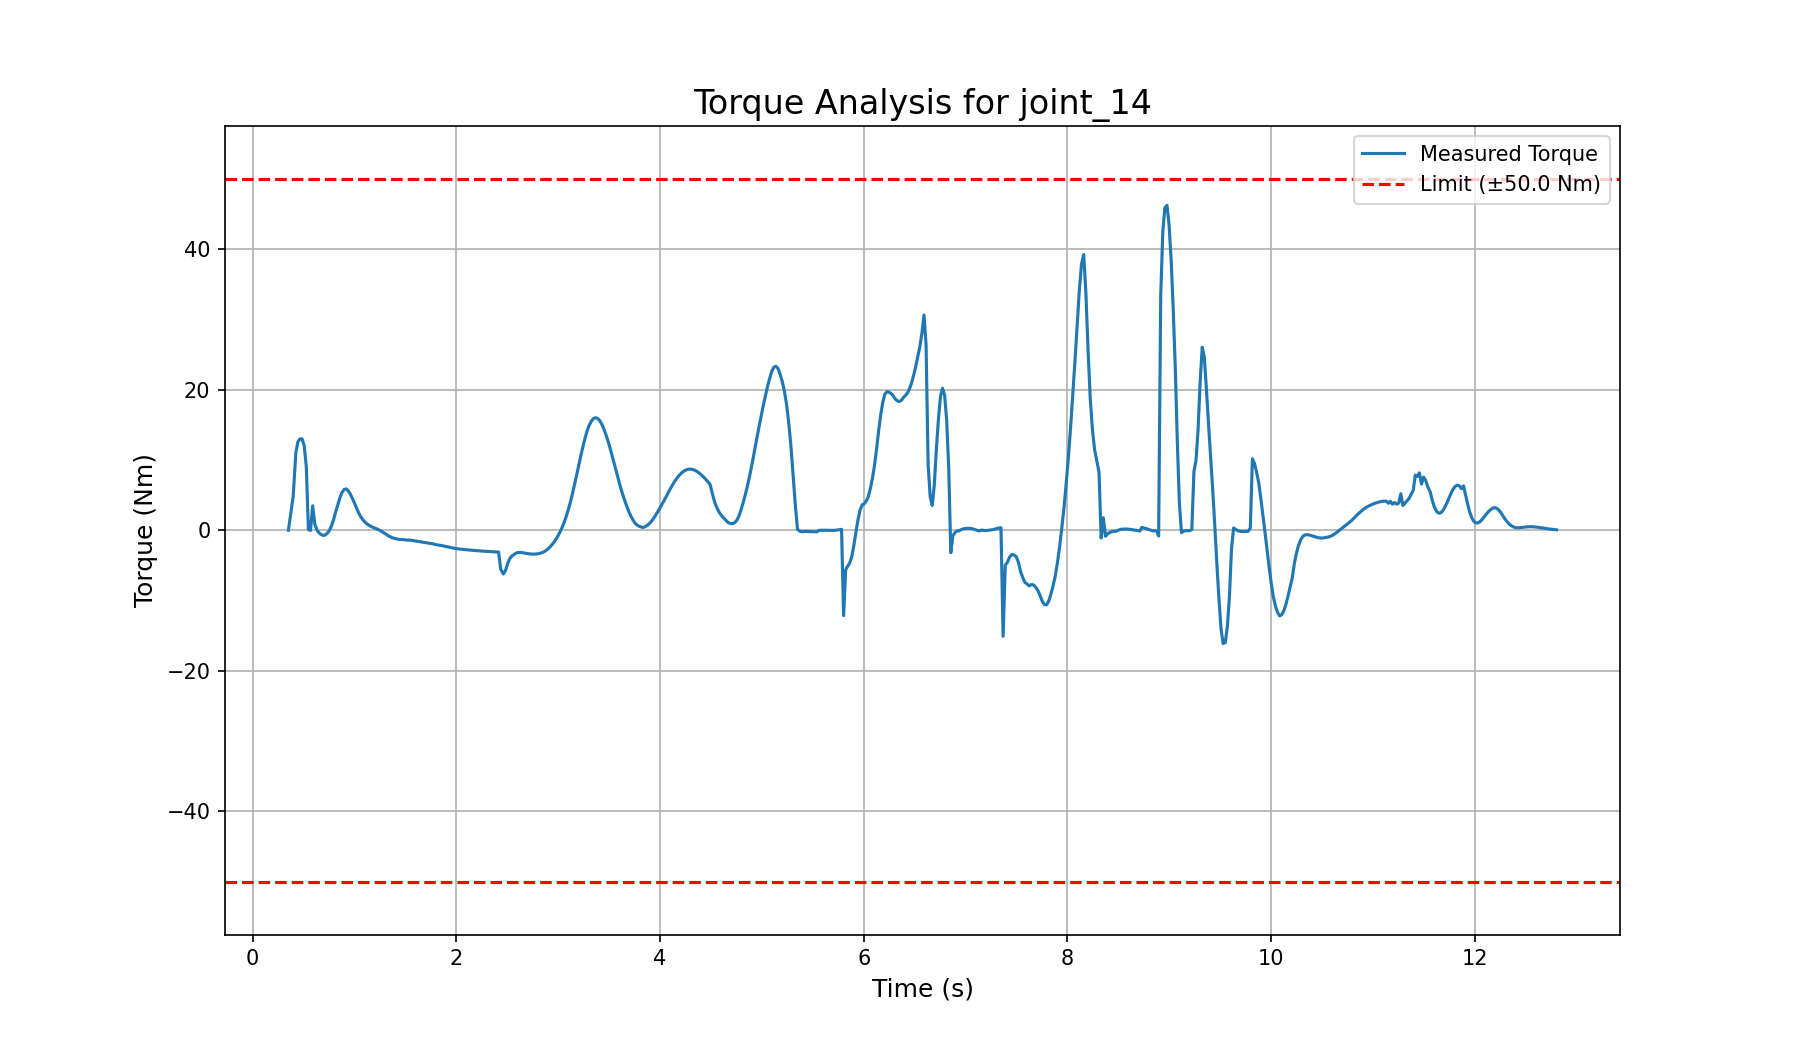 Torque Analysis for joint_14
Measured Torque
Limit (±50.0 Nm)
Torque (Nm)
40
20
0
−20
−40
0 2 4 6 8 10 12
Time (s)